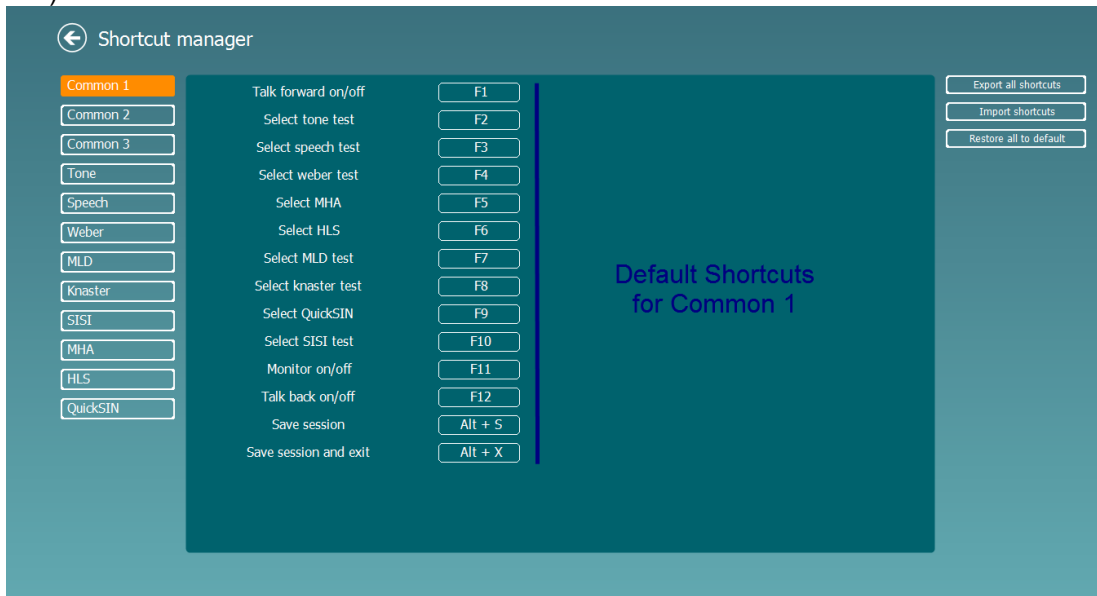 Shortcut manager
Common 1
Common 2
Common 3
Tone
Speech
Weber
MLD
Knaster
SISI
MHA
HLS
QuickSIN
Talk forward on/off F1
Select tone test F2
Select speech test F3
Select weber test F4
Select MHA F5
Select HLS F6
Select MLD test F7
Select knaster test F8
Select QuickSIN F9
Select SISI test F10
Monitor on/off F11
Talk back on/off F12
Save session Alt + S
Save session and exit Alt + X
Default Shortcuts
for Common 1
Export all shortcuts
Import shortcuts
Restore all to default